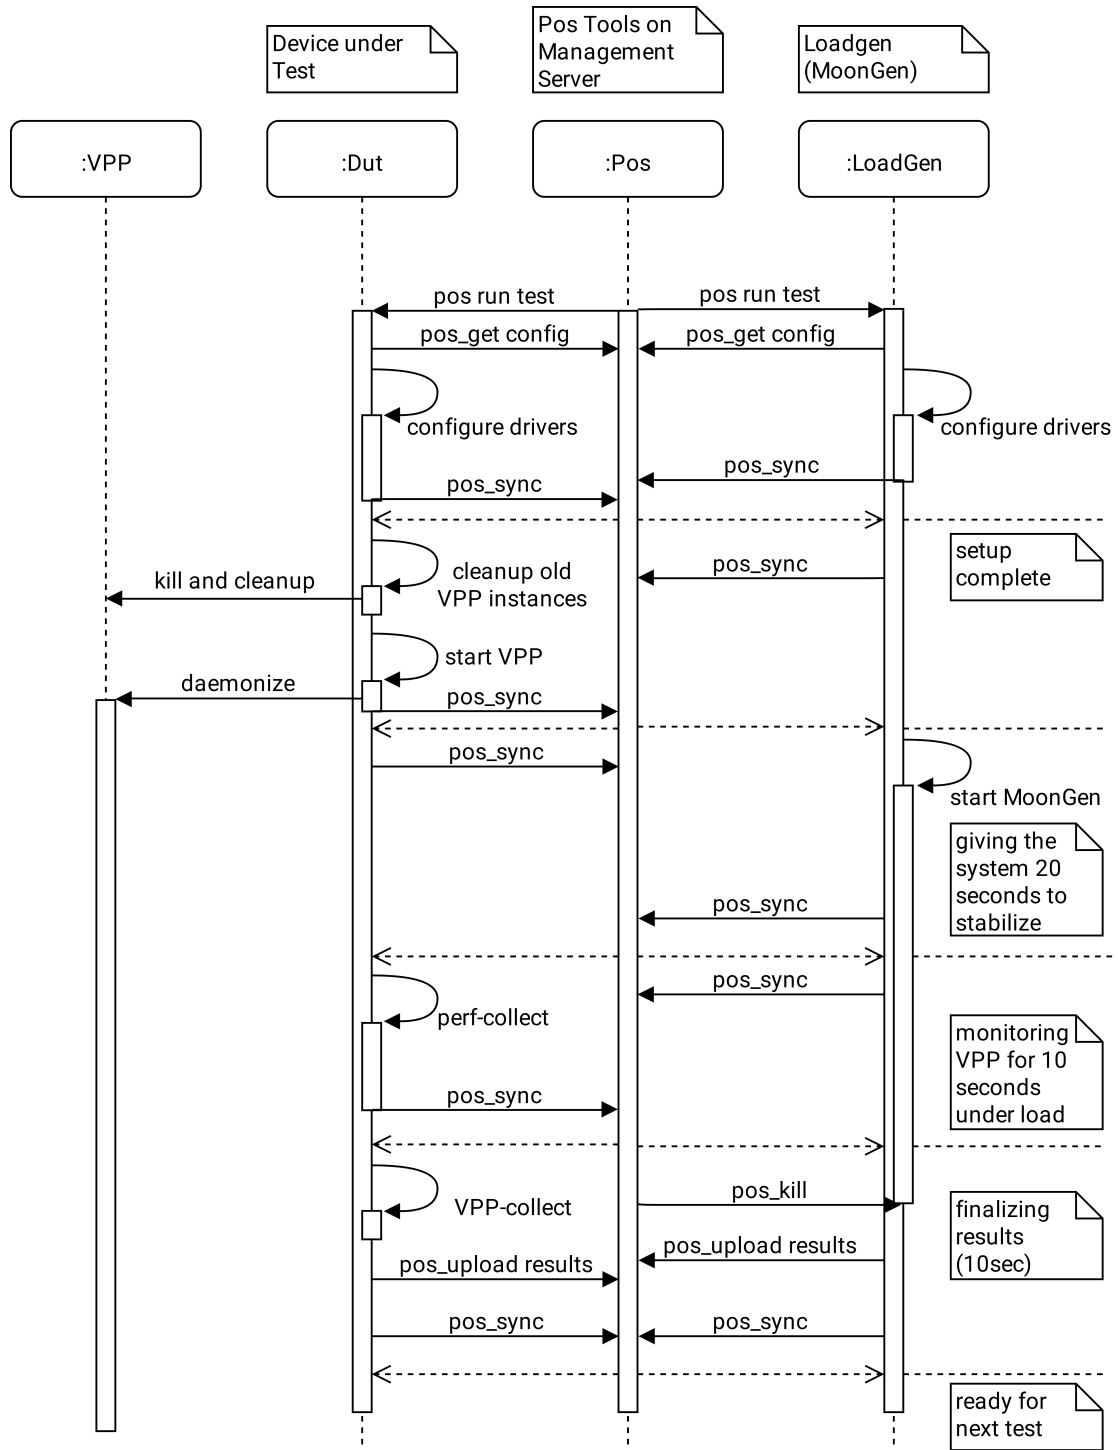 Device under
Test
Pos Tools on
Management
Server
Loadgen
(MoonGen)
:VPP
:Dut
:Pos
:LoadGen
pos run test
pos run test
pos_get config
pos_get config
configure drivers
configure drivers
pos_sync
pos_sync
setup
complete
cleanup old
VPP instances
pos_sync
kill and cleanup
start VPP
daemonize
pos_sync
pos_sync
start MoonGen
giving the
system 20
seconds to
stabilize
pos_sync
pos_sync
perf-collect
monitoring
VPP for 10
seconds
under load
pos_sync
VPP-collect
pos_kill
finalizing
results
(10sec)
pos_upload results
pos_upload results
pos_sync
pos_sync
ready for
next test